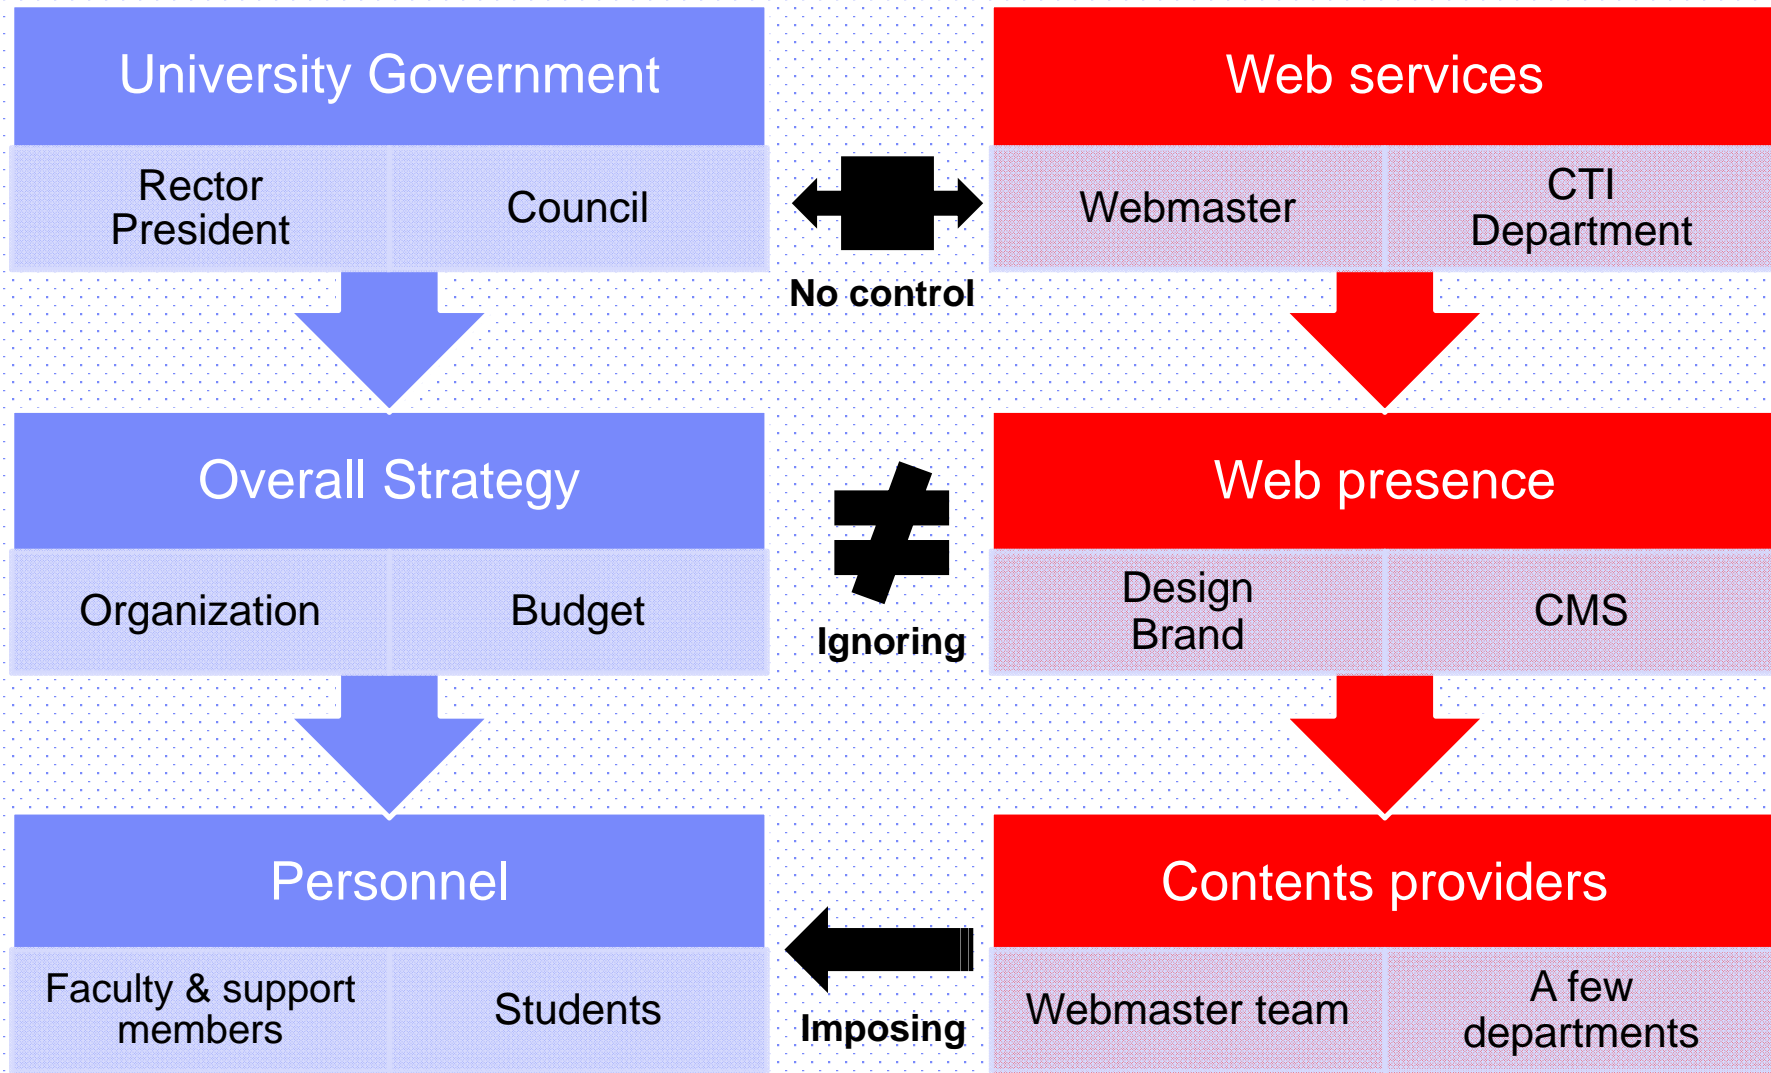 University Government
Web services
Rector
President
Council
Webmaster
CTI
Department
No control
Overall Strategy
Web presence
Organization
Budget
Design
Brand
CMS
Ignoring
Personnel
Contents providers
Faculty & support
members
Students
Webmaster team
A few
departments
Imposing